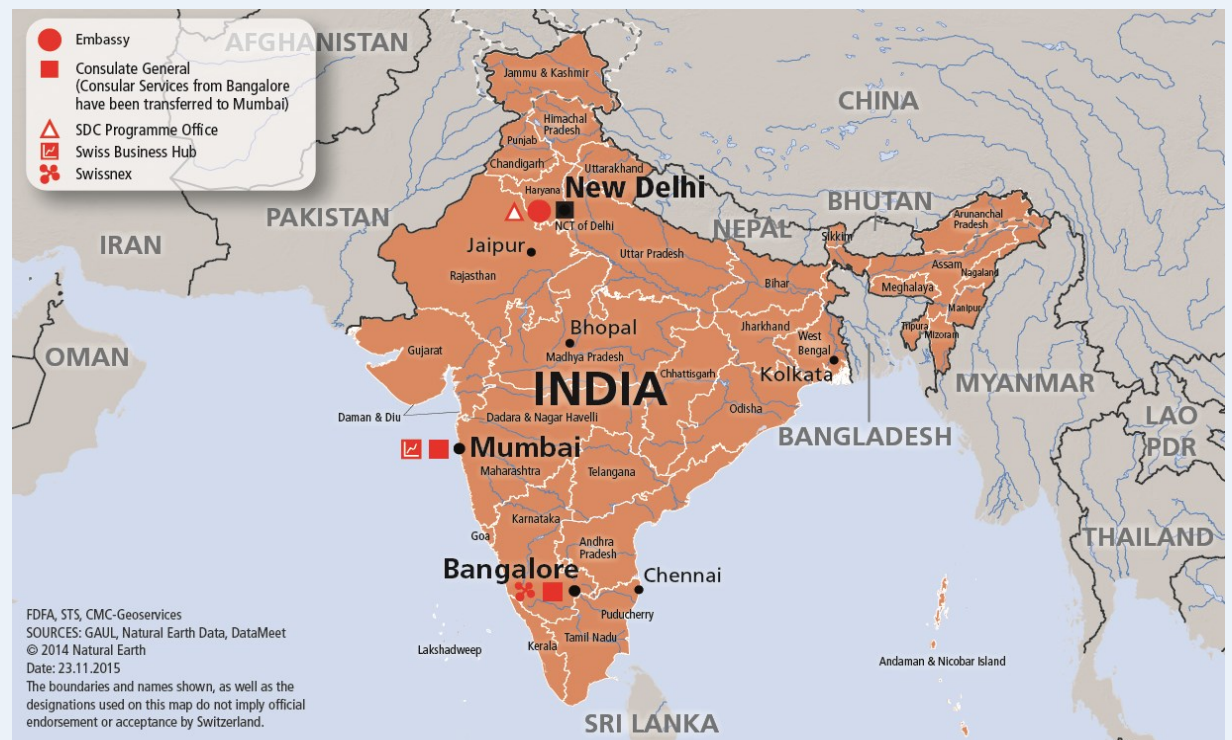 Embassy
Consulate General
(Consular Services from Bangalore
have been transferred to Mumbai)
SDC Programme Office
Swiss Business Hub
Swissnex
AFGHANISTAN
CHINA
PAKISTAN
IRAN
OMAN
NEPAL
BHUTAN
BANGLADESH
MYANMAR
LAO
PDR
THAILAND
SRI LANKA
INDIA
Jammu & Kashmir
Himachal
Pradesh
Punjab
Chandigarh
Uttarakhand
Haryana
New Delhi
NCT of Delhi
Jaipur
Rajasthan
Uttar Pradesh
Sikkim
Arunanchal
Pradesh
Assam
Nagaland
Meghalaya
Manipur
Tripura
Mizoram
Bihar
Jharkhand
West
Bengal
Kolkata
Bhopal
Madhya Pradesh
Gujarat
Chhattisgarh
Odisha
Daman & Diu
Dadara & Nagar Havelli
Mumbai
Maharashtra
Telangana
Karnataka
Goa
Andhra
Pradesh
Bangalore
Chennai
Puducherry
Tamil Nadu
Kerala
Lakshadweep
Andaman & Nicobar Island
FDFA, STS, CMC-Geoservices
SOURCES: GAUL, Natural Earth Data, DataMeet
© 2014 Natural Earth
Date: 23.11.2015
The boundaries and names shown, as well as the
designations used on this map do not imply official
endorsement or acceptance by Switzerland.